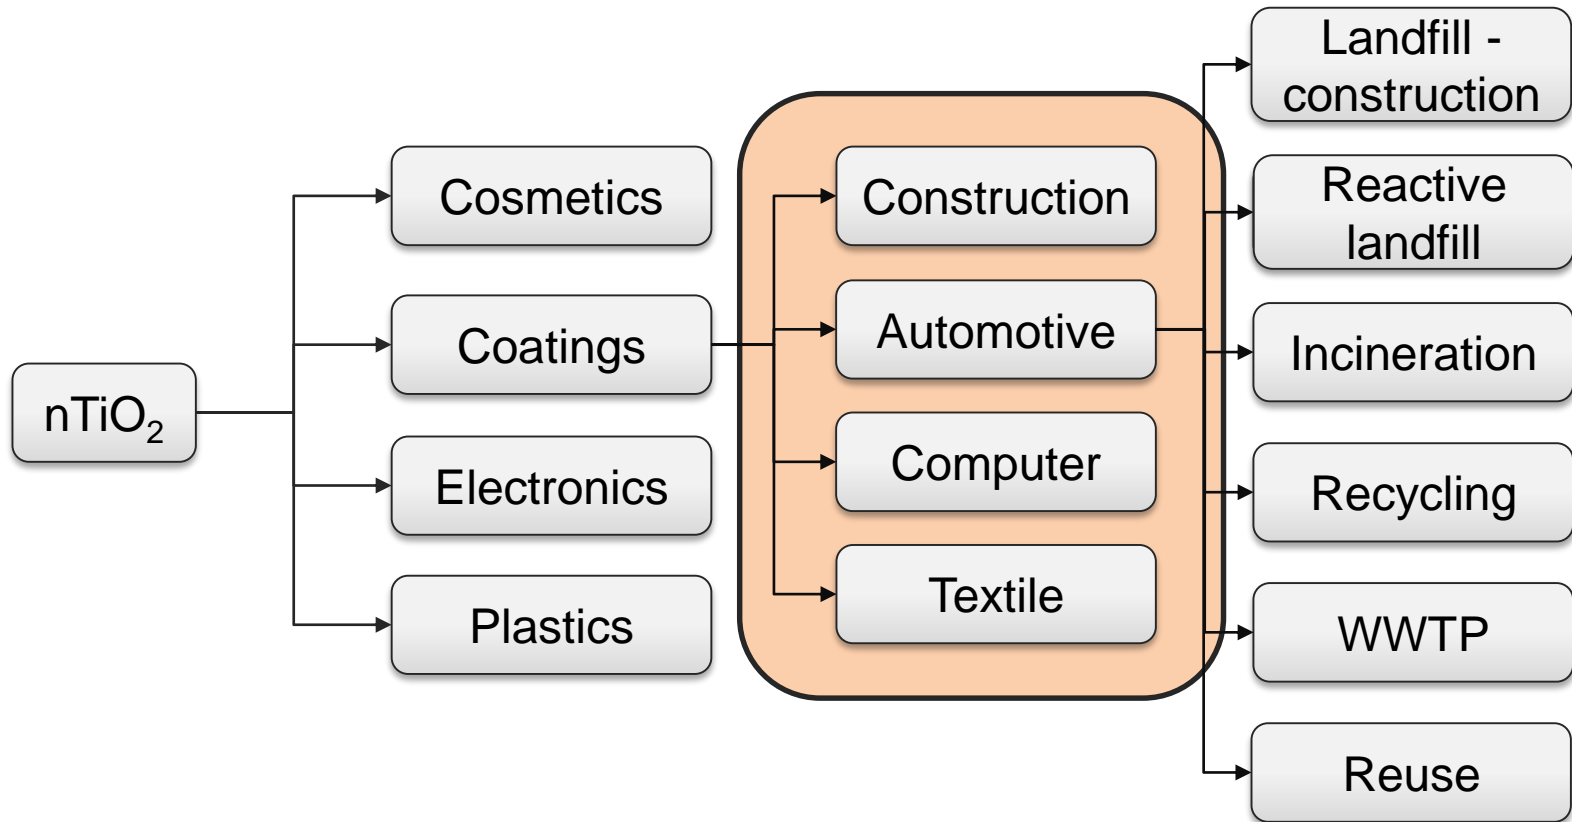 nTiO₂
Cosmetics
Coatings
Electronics
Plastics
Construction
Automotive
Computer
Textile
Landfill -
construction
Reactive
landfill
Incineration
Recycling
WWTP
Reuse